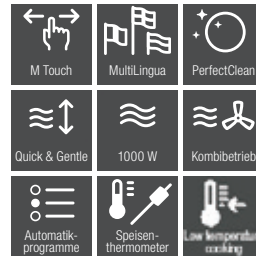 M Touch
MultiLingua
PerfectClean
Quick & Gentle
1000 W
Kombibetrieb
Automatik-
programme
Speisen-
thermometer
Low temperature
cooking